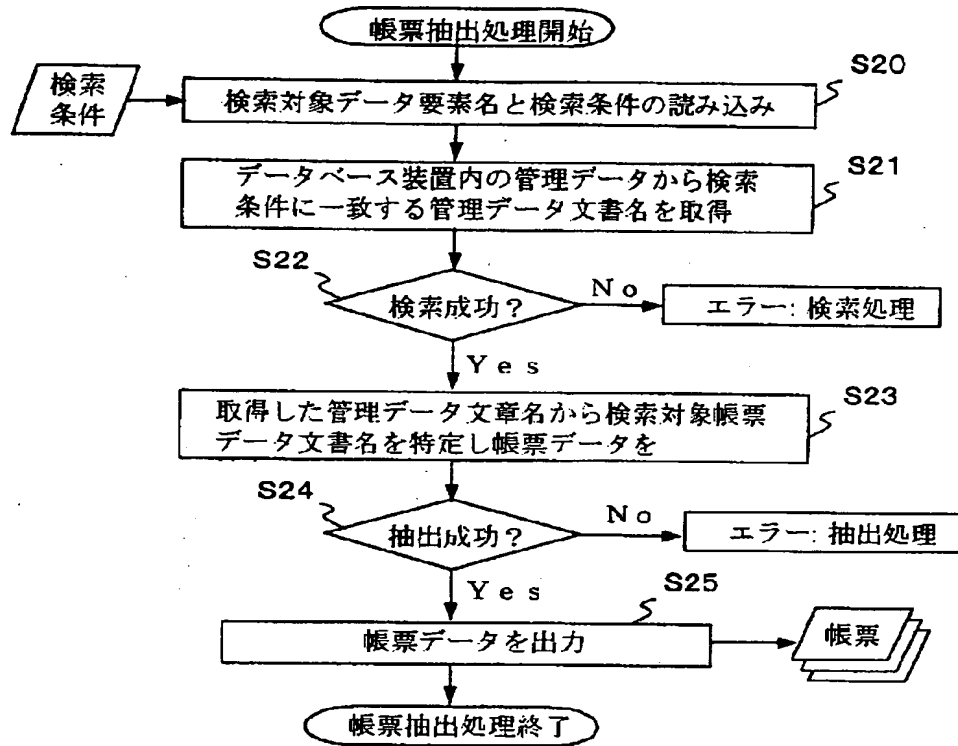 帳票抽出処理開始
検索
条件
S20
検索対象データ要素名と検索条件の読み込み
S21
データベース装置内の管理データから検索
条件に一致する管理データ文書名を取得
S22
検索成功？
No
エラー：検索処理
Yes
S23
取得した管理データ文章名から検索対象帳票
データ文書名を特定し帳票データを
S24
抽出成功？
No
エラー：抽出処理
Yes
S25
帳票データを出力
帳票
帳票抽出処理終了